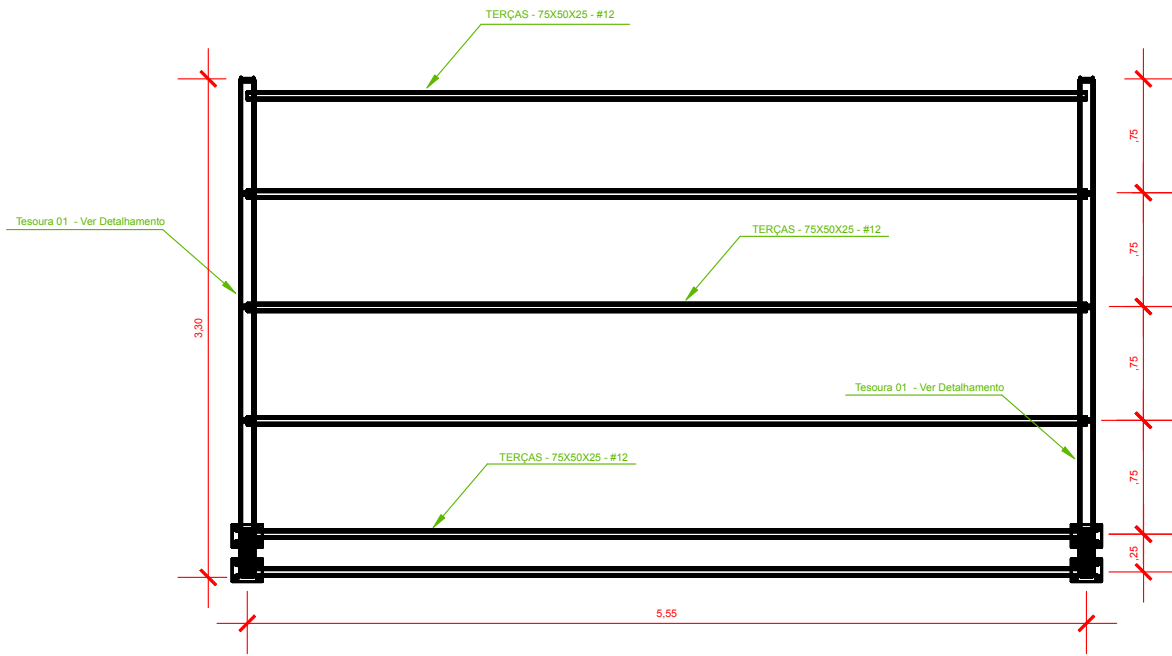 TERÇAS - 75X50X25 - #12
,75
Tesoura 01 - Ver Detalhamento
TERÇAS - 75X50X25 - #12
,75
3,30
,75
Tesoura 01 - Ver Detalhamento
TERÇAS - 75X50X25 - #12
,75
,25
5,55